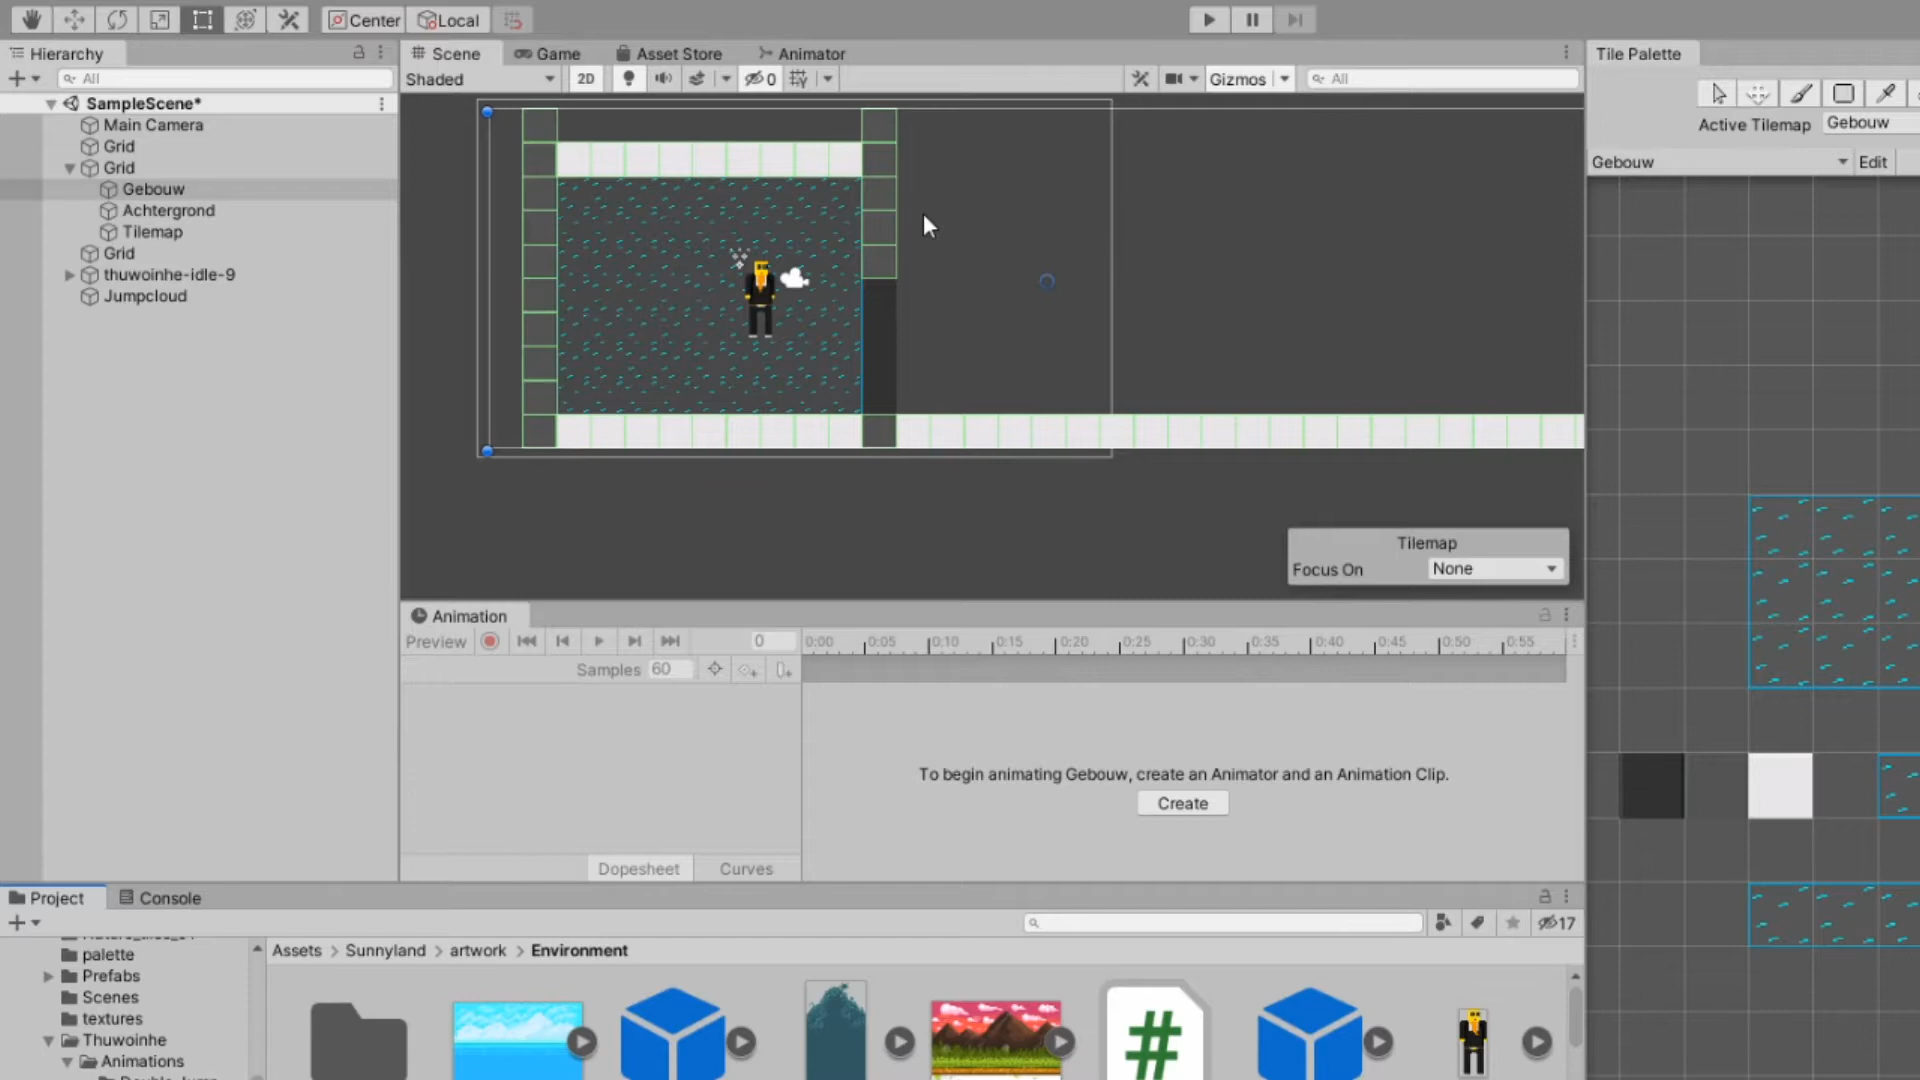 Center
Local
Hierarchy
All
SampleScene*
Main Camera
Grid
Grid
Gebouw
Achtergrond
Tilemap
Grid
thuwoinhe-idle-9
Jumpcloud
Scene
Game
Asset Store
Animator
Shaded
2D
0
Gizmos
All
Tilemap
Focus On
None
Tile Palette
Active Tilemap
Gebouw
Gebouw
Edit
Animation
Preview
0
0:00
0:05
0:10
0:15
0:20
0:25
0:30
0:35
0:40
0:45
0:50
0:55
Samples
60
To begin animating Gebouw, create an Animator and an Animation Clip.
Create
Dopesheet
Curves
Project
Console
17
palette
Prefabs
Scenes
textures
Thuwoinhe
Animations
Assets > Sunnyland > artwork > Environment
#